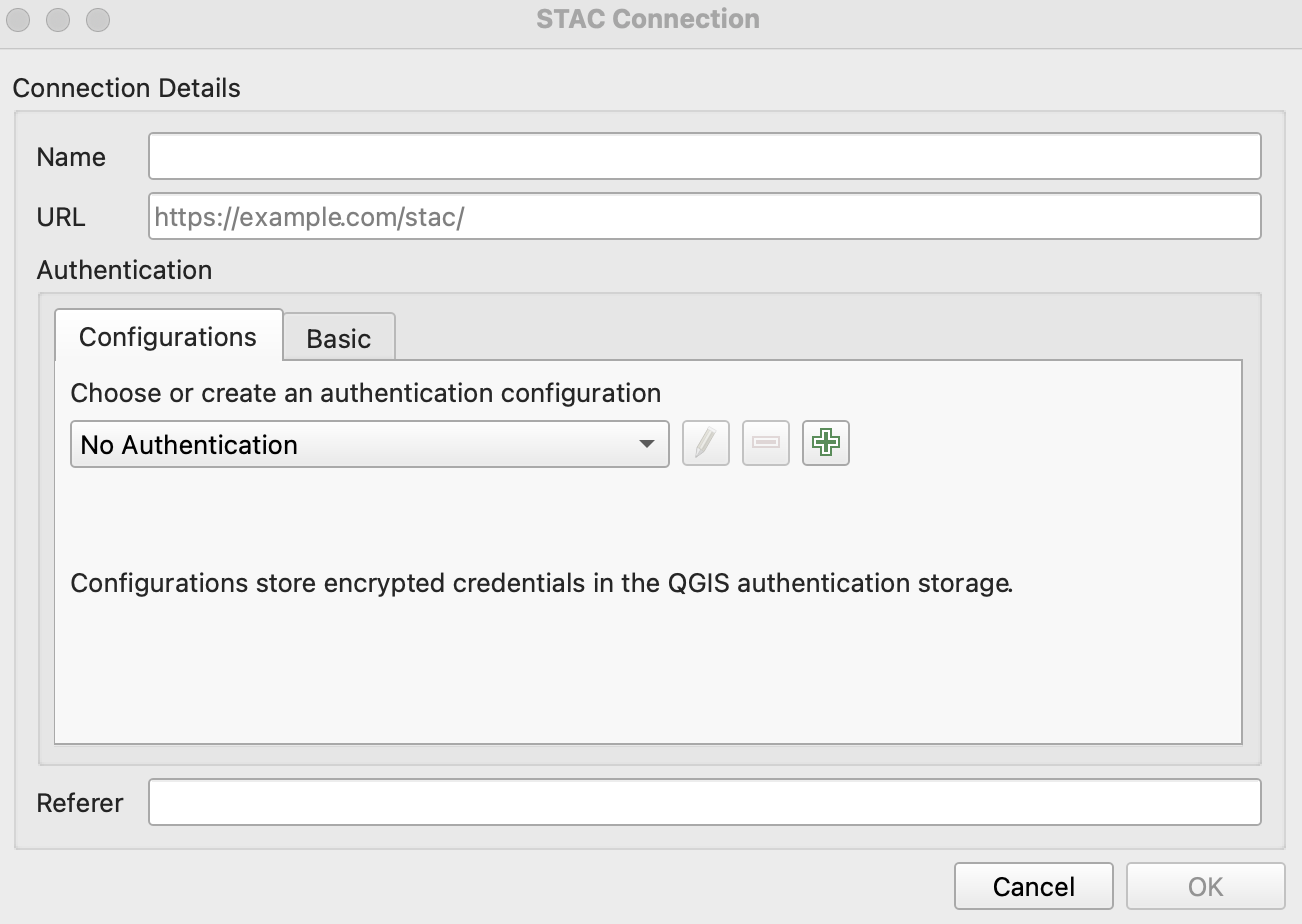 STAC Connection
Connection Details
Name
URL
https://example.com/stac/
Authentication
Configurations
Basic
Choose or create an authentication configuration
No Authentication
Configurations store encrypted credentials in the QGIS authentication storage.
Referer
Cancel
OK